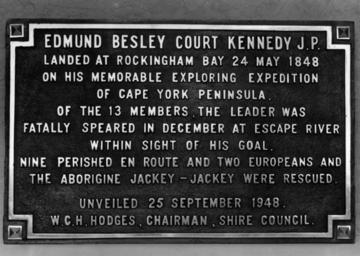 EDMUND BESLEY COURT KENNEDY J.P.
LANDED AT ROCKINGHAM BAY 24 MAY 1848
ON HIS MEMORABLE EXPLORING EXPEDITION
OF CAPE YORK PENINSULA.
OF THE 13 MEMBERS, THE LEADER WAS
FATALLY SPEARED IN DECEMBER AT ESCAPE RIVER
WITHIN SIGHT OF HIS GOAL.
NINE PERISHED EN ROUTE AND TWO EUROPEANS AND
THE ABORIGINE JACKEY-JACKEY WERE RESCUED.
UNVEILED 25 SEPTEMBER 1948.
W.C.H. HODGES, CHAIRMAN, SHIRE COUNCIL.